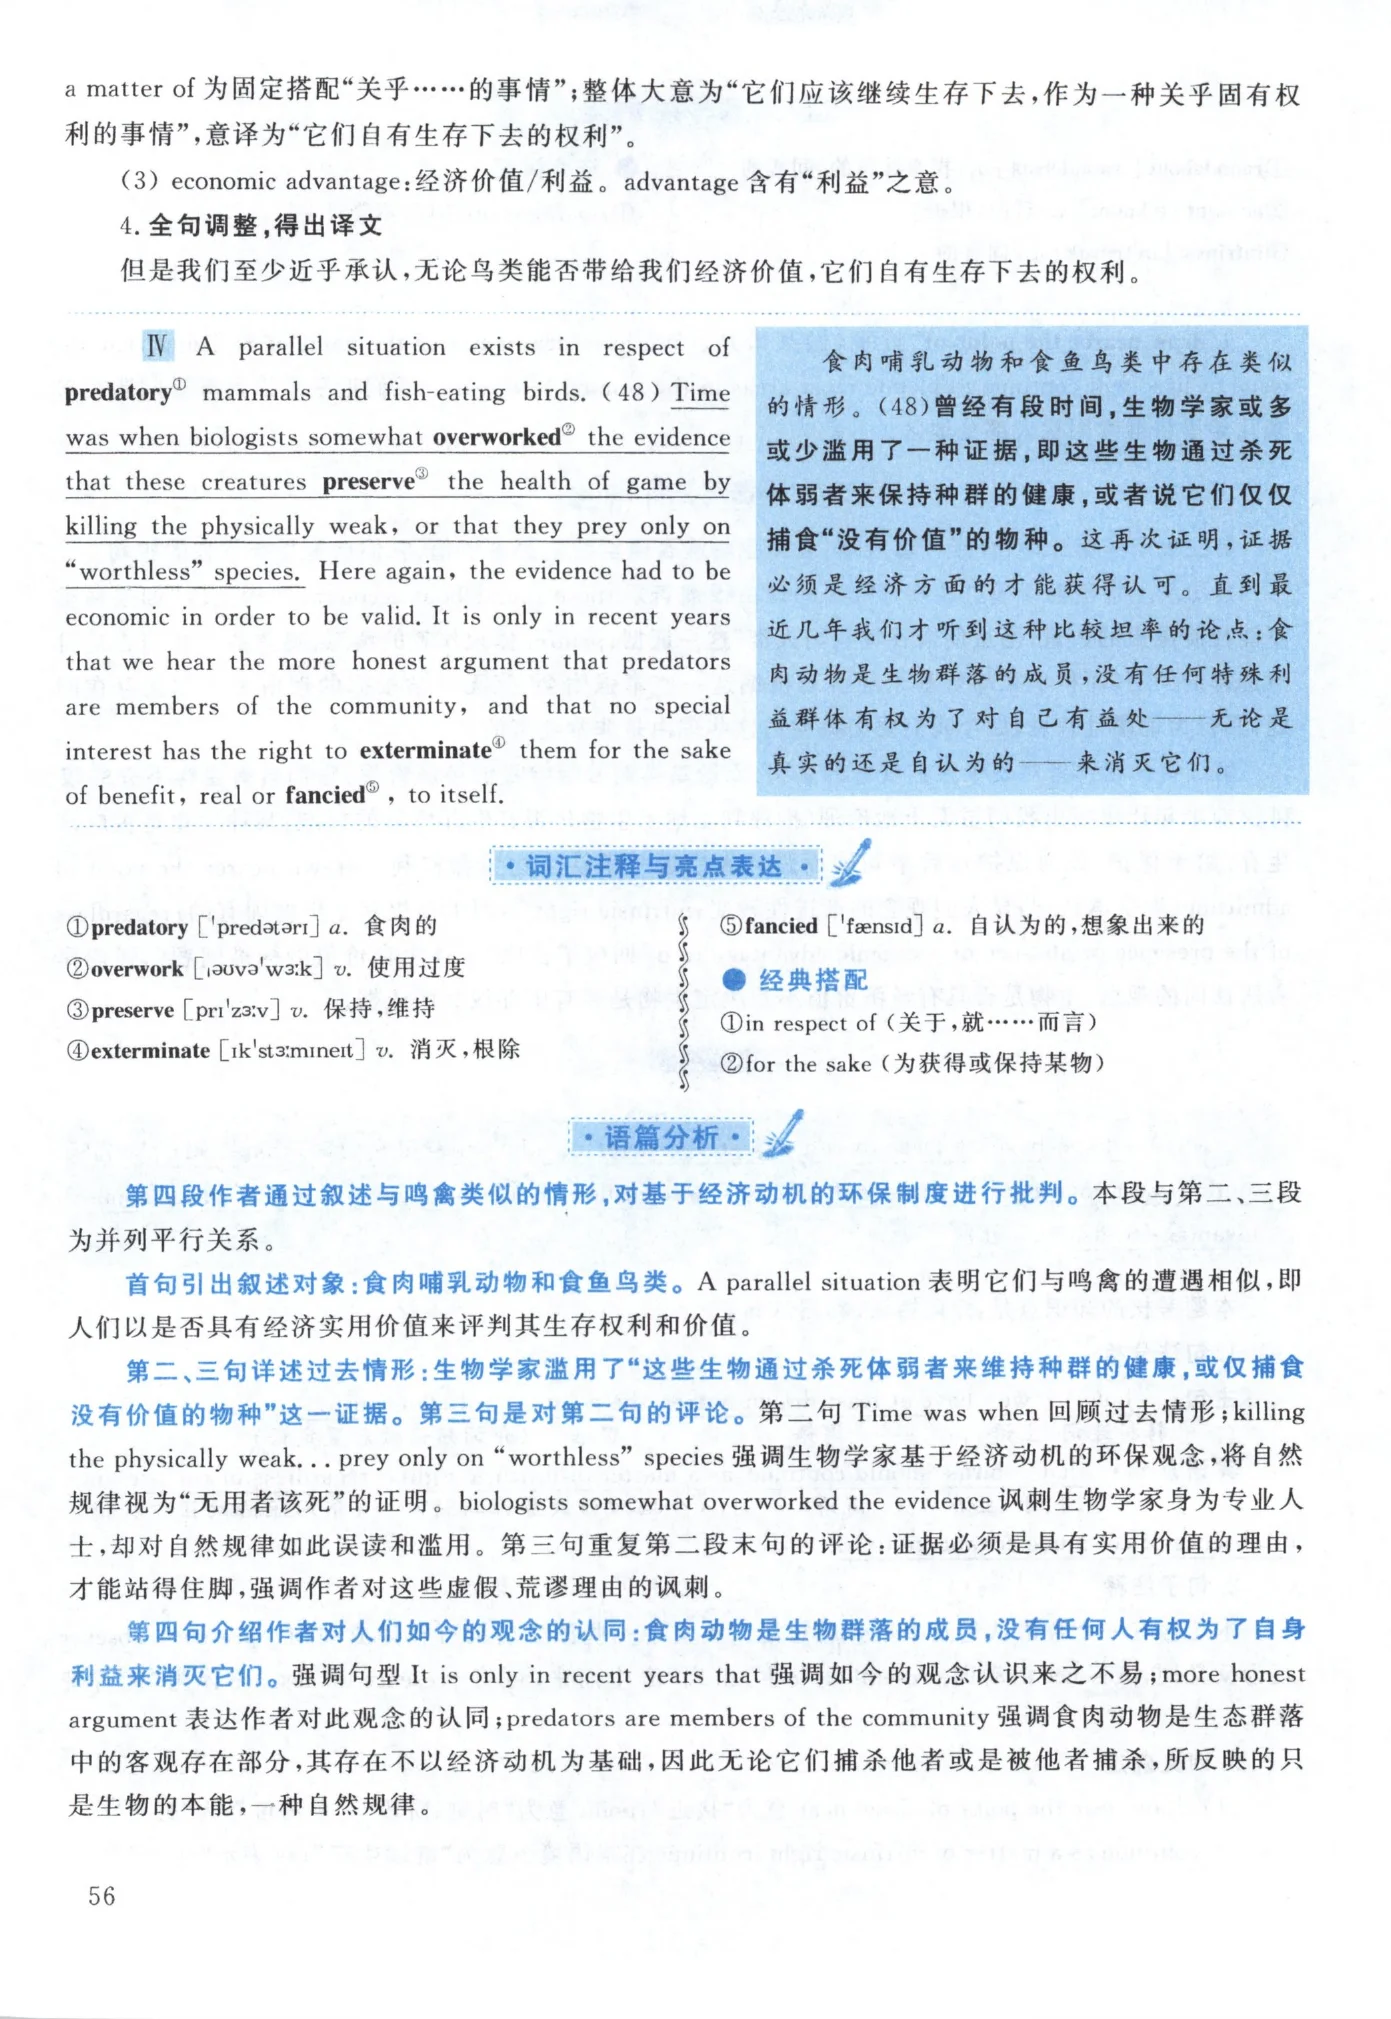 a matter of 为固定搭配“关乎……的事情”;整体大意为“它们应该继续生存下去,作为一种关乎固有权
利的事情”,意译为“它们自有生存下去的权利”。
(3) economic advantage:经济价值/利益。advantage 含有“利益”之意。
4. 全句调整,得出译文
但是我们至少近乎承认,无论鸟类能否带给我们经济价值,它们自有生存下去的权利。
Ⅳ A parallel situation exists in respect of
predatory① mammals and fish-eating birds. (48) Time
was when biologists somewhat overworked② the evidence
that these creatures preserve③ the health of game by
killing the physically weak, or that they prey only on
“worthless” species. Here again, the evidence had to be
economic in order to be valid. It is only in recent years
that we hear the more honest argument that predators
are members of the community, and that no special
interest has the right to exterminate④ them for the sake
of benefit, real or fancied⑤, to itself.
食肉哺乳动物和食鱼鸟类中存在类似
的情形。(48)曾经有段时间,生物学家或多
或少滥用了一种证据,即这些生物通过杀死
体弱者来保持种群的健康,或者说它们仅仅
捕食“没有价值”的物种。这再次证明,证据
必须是经济方面的才能获得认可。直到最
近几年我们才听到这种比较坦率的论点:食
肉动物是生物群落的成员,没有任何特殊利
益群体有权为了对自己有益处——无论是
真实的还是自认为的——来消灭它们。
·词汇注释与亮点表达·
①predatory [ˈpredətərɪ] a. 食肉的
②overwork [ˌəʊvəˈwɜːk] v. 使用过度
③preserve [prɪˈzɜːv] v. 保持,维持
④exterminate [ɪkˈstɜːmɪneɪt] v. 消灭,根除
⑤fancied [ˈfænsɪd] a. 自认为的,想象出来的
● 经典搭配
①in respect of (关于,就……而言)
②for the sake (为获得或保持某物)
·语篇分析·
第四段作者通过叙述与鸣禽类似的情形,对基于经济动机的环保制度进行批判。本段与第二、三段
为并列平行关系。
首句引出叙述对象:食肉哺乳动物和食鱼鸟类。A parallel situation 表明它们与鸣禽的遭遇相似,即
人们以是否具有经济实用价值来评判其生存权利和价值。
第二、三句详述过去情形:生物学家滥用了“这些生物通过杀死体弱者来维持种群的健康,或仅捕食
没有价值的物种”这一证据。第三句是对第二句的评论。第二句 Time was when 回顾过去情形;killing
the physically weak... prey only on “worthless” species 强调生物学家基于经济动机的环保观念,将自然
规律视为“无用者该死”的证明。biologists somewhat overworked the evidence 讽刺生物学家身为专业人
士,却对自然规律如此误读和滥用。第三句重复第二段末句的评论:证据必须是具有实用价值的理由,
才能站得住脚,强调作者对这些虚假、荒谬理由的讽刺。
第四句介绍作者对人们如今的观念的认同:食肉动物是生物群落的成员,没有任何人有权为了自身
利益来消灭它们。强调句型 It is only in recent years that 强调如今的观念认识来之不易;more honest
argument 表达作者对此观念的认同;predators are members of the community 强调食肉动物是生态群落
中的客观存在部分,其存在不以经济动机为基础,因此无论它们捕杀他者或是被他者捕杀,所反映的只
是生物的本能,一种自然规律。
56